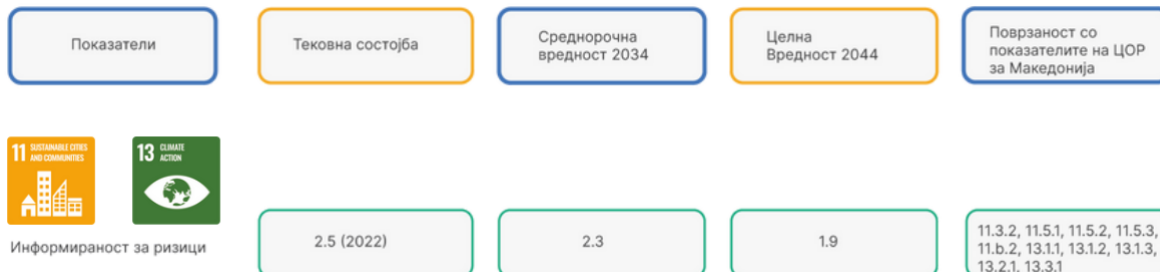 Показатели
Тековна состојба
Среднорочна
вредност 2034
Целна
Вредност 2044
Поврзаност со
показателите на ЦОР
за Македонија
11 SUSTAINABLE CITIES
AND COMMUNITIES
13 CLIMATE
ACTION
Информираност за ризици
2.5 (2022)
2.3
1.9
11.3.2, 11.5.1, 11.5.2, 11.5.3,
11.b.2, 13.1.1, 13.1.2, 13.1.3,
13.2.1, 13.3.1